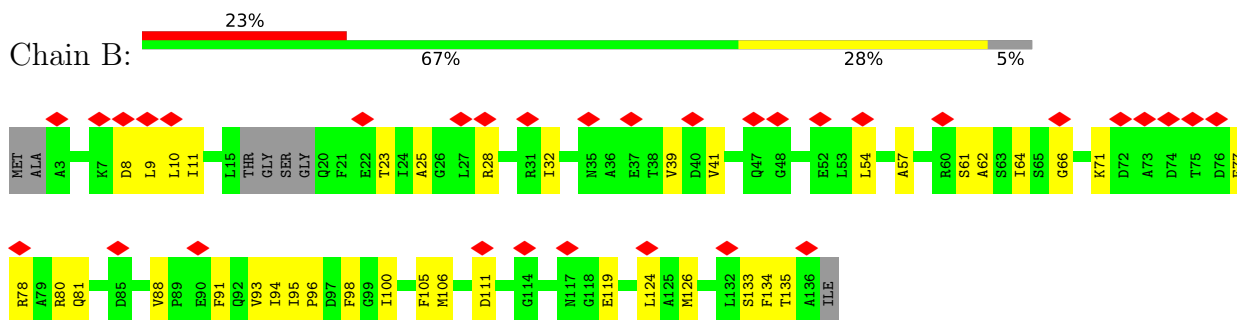 23%
Chain B:
67% 28% 5%
MET ALA A3 K7 D8 L9 L10 I11 L15 THR GLY SER GLY Q20 F21 E22 T23 I24 A25 G26 L27 R28 R31 I32 N35 A36 E37 T38 V39 D40 V41 Q47 G48 E52 L53 L54 A57 R60 S61 A62 S63 I64 S65 G66 K71 D72 A73 D74 T75 D76
R78 A79 R80 Q81 D85 V88 P89 E90 F91 Q92 V93 I94 I95 P96 D97 F98 G99 I100 F105 M106 D111 G114 N117 G118 E119 L124 A125 M126 L132 S133 F134 T135 A136 ILE